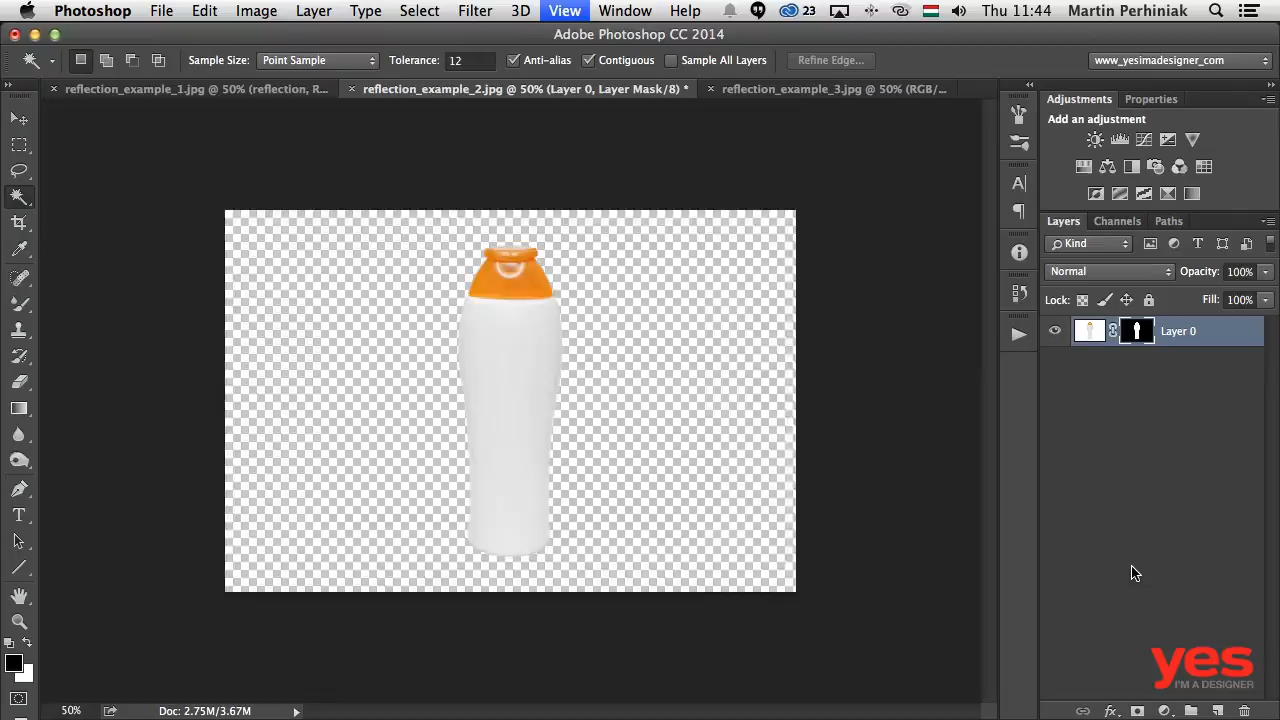 Photoshop File Edit Image Layer Type Select Filter 3D View Window Help 23 Thu 11:44 Martin Perhiniak
Adobe Photoshop CC 2014
Sample Size: Point Sample Tolerance: 12 Anti-alias Contiguous Sample All Layers Refine Edge... www.yesimadesigner.com
reflection_example_1.jpg @ 50% (reflection, R... reflection_example_2.jpg @ 50% (Layer 0, Layer Mask/8) * reflection_example_3.jpg @ 50% (RGB/...
Adjustments Properties
Add an adjustment
Layers Channels Paths
Kind
Normal Opacity: 100%
Lock: Fill: 100%
Layer 0
yes
I'M A DESIGNER
50% Doc: 2.75M/3.67M